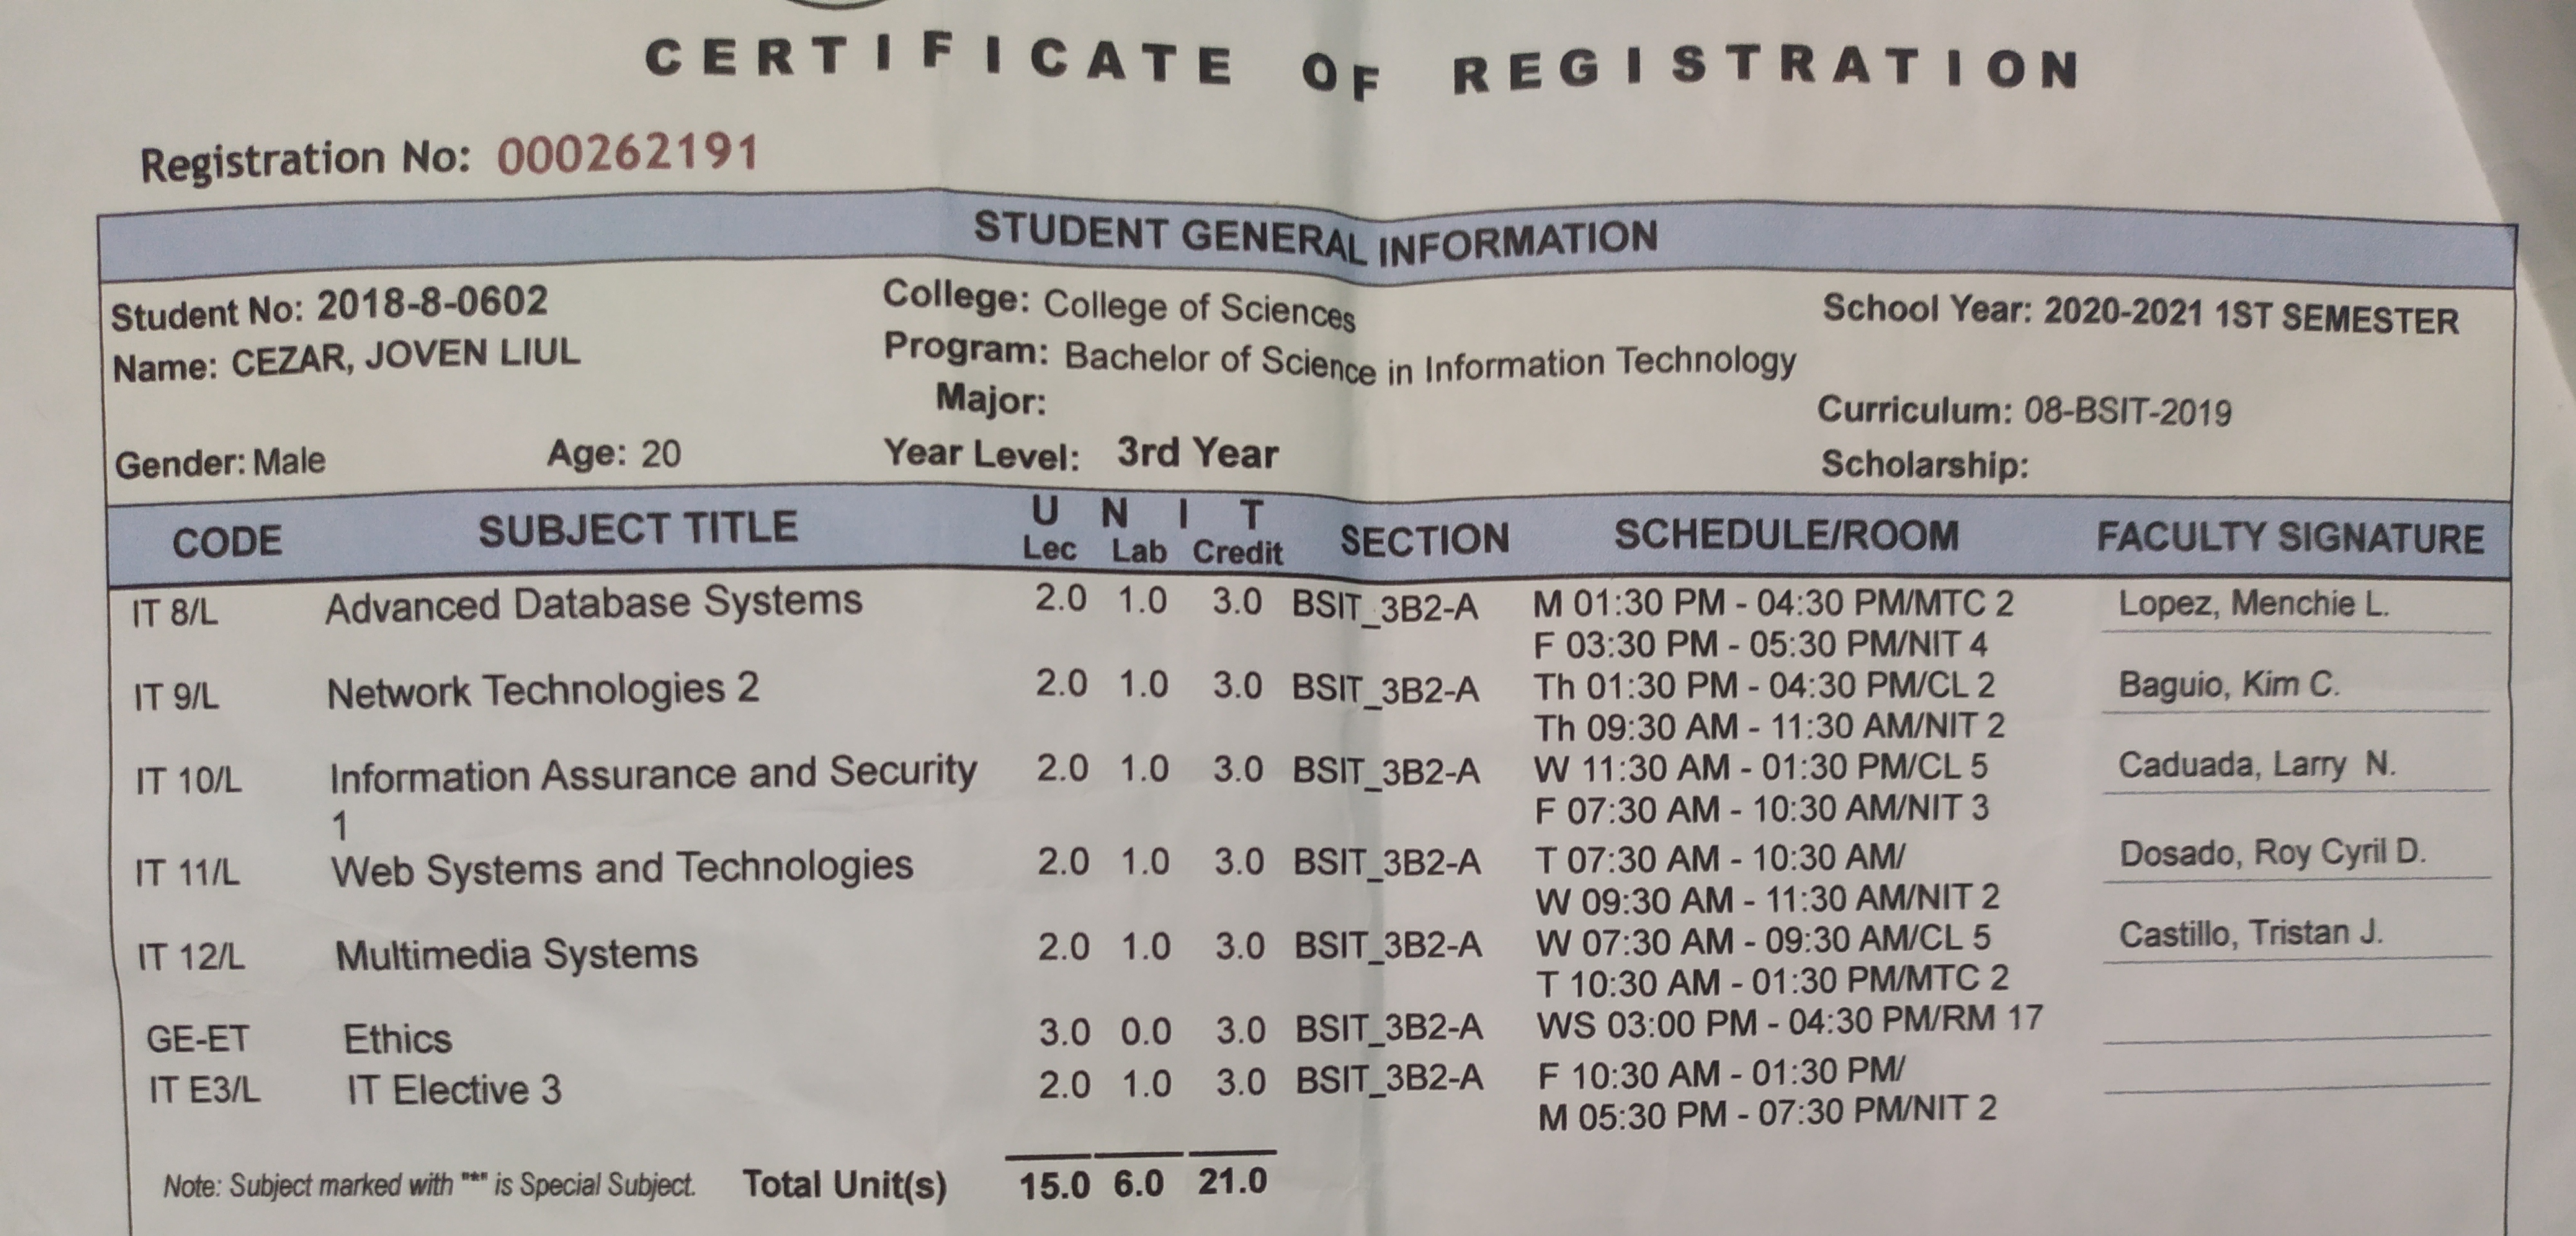 CERTIFICATE OF REGISTRATION
Registration No: 000262191
STUDENT GENERAL INFORMATION
Student No: 2018-8-0602 College: College of Sciences School Year: 2020-2021 1ST SEMESTER
Name: CEZAR, JOVEN LIUL Program: Bachelor of Science in Information Technology
Major: Curriculum: 08-BSIT-2019
Gender: Male Age: 20 Year Level: 3rd Year Scholarship:
CODE SUBJECT TITLE U N I T SECTION SCHEDULE/ROOM FACULTY SIGNATURE
Lec Lab Credit
IT 8/L Advanced Database Systems 2.0 1.0 3.0 BSIT_3B2-A M 01:30 PM - 04:30 PM/MTC 2 Lopez, Menchie L.
F 03:30 PM - 05:30 PM/NIT 4
IT 9/L Network Technologies 2 2.0 1.0 3.0 BSIT_3B2-A Th 01:30 PM - 04:30 PM/CL 2 Baguio, Kim C.
Th 09:30 AM - 11:30 AM/NIT 2
IT 10/L Information Assurance and Security 2.0 1.0 3.0 BSIT_3B2-A W 11:30 AM - 01:30 PM/CL 5 Caduada, Larry N.
1 F 07:30 AM - 10:30 AM/NIT 3
IT 11/L Web Systems and Technologies 2.0 1.0 3.0 BSIT_3B2-A T 07:30 AM - 10:30 AM/ Dosado, Roy Cyril D.
W 09:30 AM - 11:30 AM/NIT 2
IT 12/L Multimedia Systems 2.0 1.0 3.0 BSIT_3B2-A W 07:30 AM - 09:30 AM/CL 5 Castillo, Tristan J.
T 10:30 AM - 01:30 PM/MTC 2
GE-ET Ethics 3.0 0.0 3.0 BSIT_3B2-A WS 03:00 PM - 04:30 PM/RM 17
IT E3/L IT Elective 3 2.0 1.0 3.0 BSIT_3B2-A F 10:30 AM - 01:30 PM/
M 05:30 PM - 07:30 PM/NIT 2
Note: Subject marked with "*" is Special Subject. Total Unit(s) 15.0 6.0 21.0